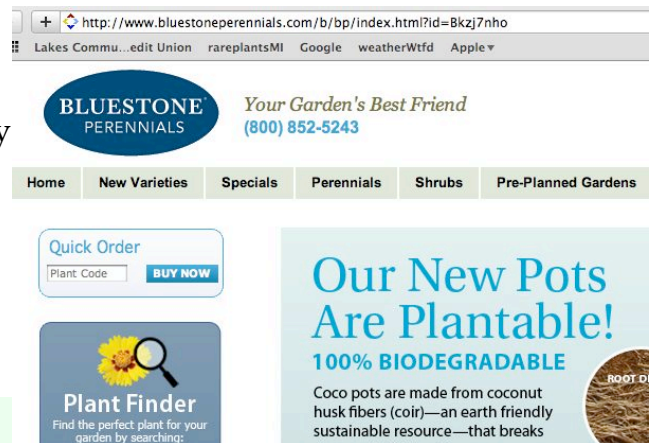 http://www.bluestoneperennials.com/b/bp/index.html?id=Bkzj7nho
Lakes Commu...edit Union rareplantsMI Google weatherWtfd Apple▾
y
BLUESTONE
PERENNIALS
Your Garden's Best Friend
(800) 852-5243
Home New Varieties Specials Perennials Shrubs Pre-Planned Gardens
Quick Order
Plant Code BUY NOW
Plant Finder
Find the perfect plant for your
garden by searching:
Our New Pots
Are Plantable!
100% BIODEGRADABLE
Coco pots are made from coconut
husk fibers (coir)—an earth friendly
sustainable resource—that breaks
ROOT